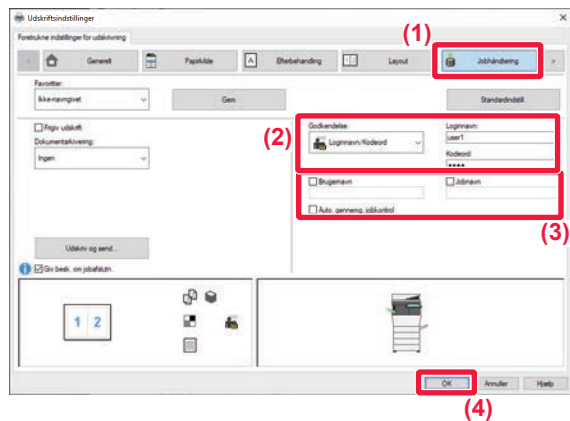 Udskriftsindstillinger
Foretrukne indstillinger for udskrivning
(1)
Generelt
Papirkilde
Efterbehandling
Layout
Jobhåndtering
Favoritter:
Ikke-navngivet
Gem
Standardindstill.
Frigiv udskrift
Dokumentarkivering:
Ingen
(2)
Godkendelse:
Loginnavn/Kodeord
Loginnavn:
user1
Kodeord:
••••
Brugernavn
Jobnavn
Auto. gennemg. jobkontrol
(3)
Udskriv og send...
Giv besk. om jobafslutn.
1 2
OK
Annuller
Hjælp
(4)